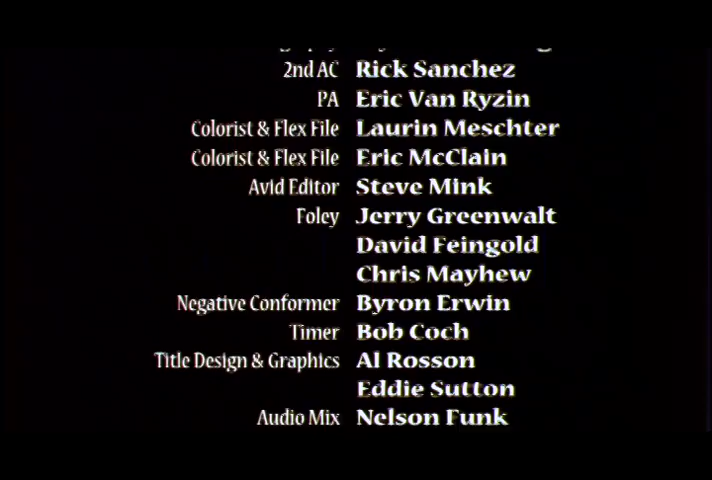 2nd AC Rick Sanchez
PA Eric Van Ryzin
Colorist & Flex File Laurin Meschter
Colorist & Flex File Eric McClain
Avid Editor Steve Mink
Foley Jerry Greenwalt
David Feingold
Chris Mayhew
Negative Conformer Byron Erwin
Timer Bob Coch
Title Design & Graphics Al Rosson
Eddie Sutton
Audio Mix Nelson Funk